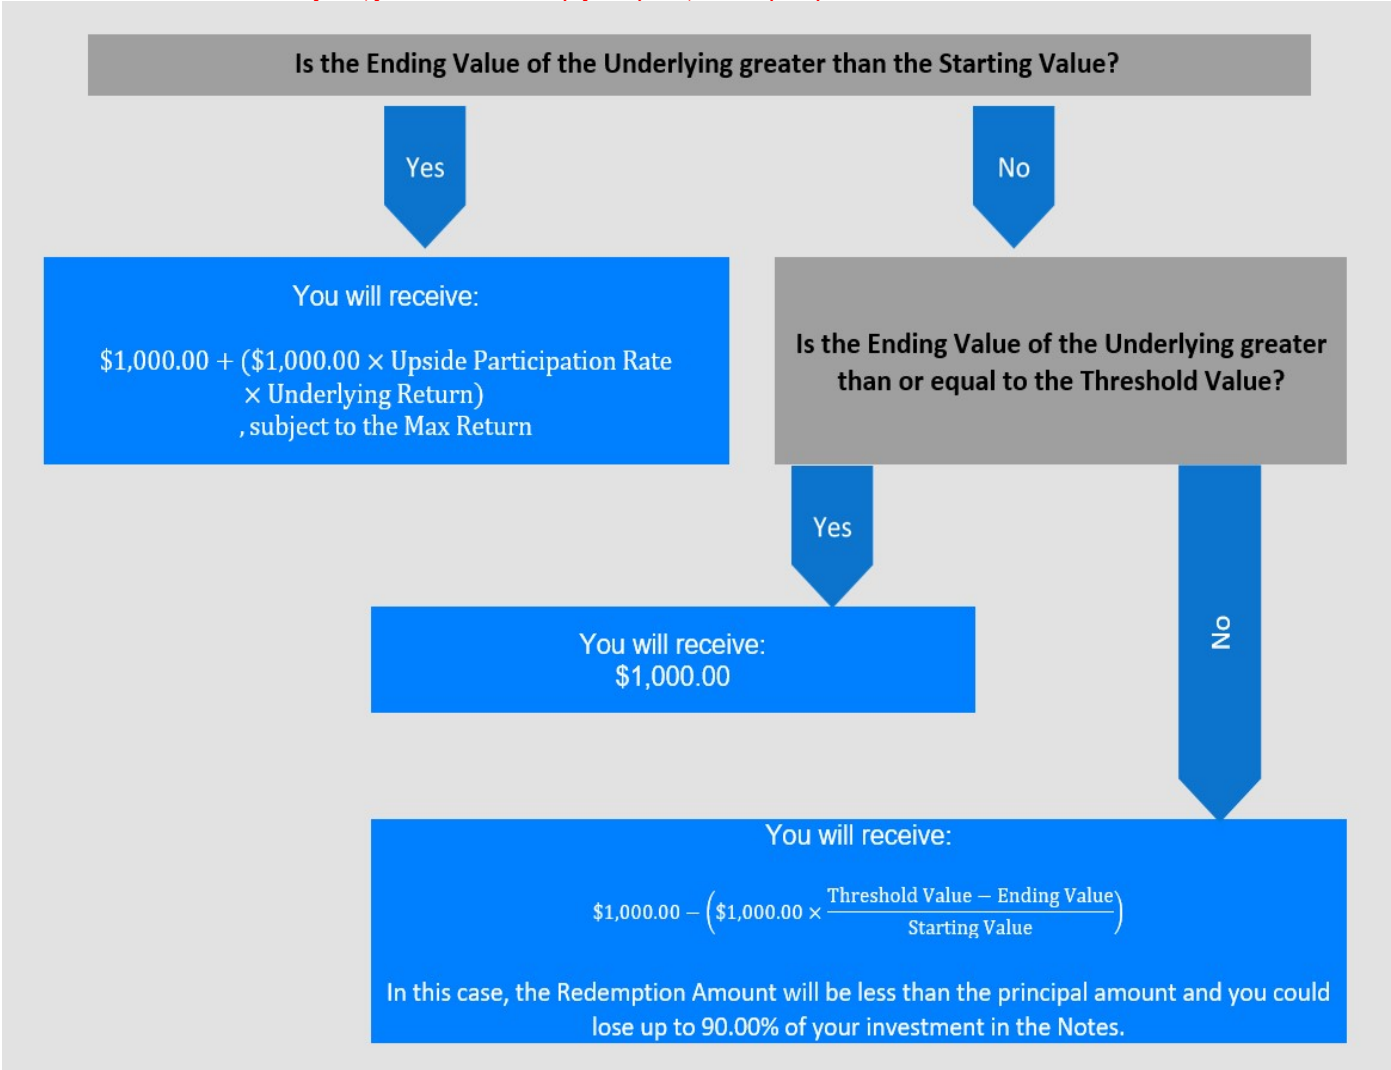 Is the Ending Value of the Underlying greater than the Starting Value?
Yes
No
You will receive:
$1,000.00 + ($1,000.00 × Upside Participation Rate
× Underlying Return)
, subject to the Max Return
Is the Ending Value of the Underlying greater
than or equal to the Threshold Value?
Yes
No
You will receive:
$1,000.00
You will receive:
$1,000.00 − ($1,000.00 × Threshold Value − Ending Value
Starting Value)
In this case, the Redemption Amount will be less than the principal amount and you could
lose up to 90.00% of your investment in the Notes.